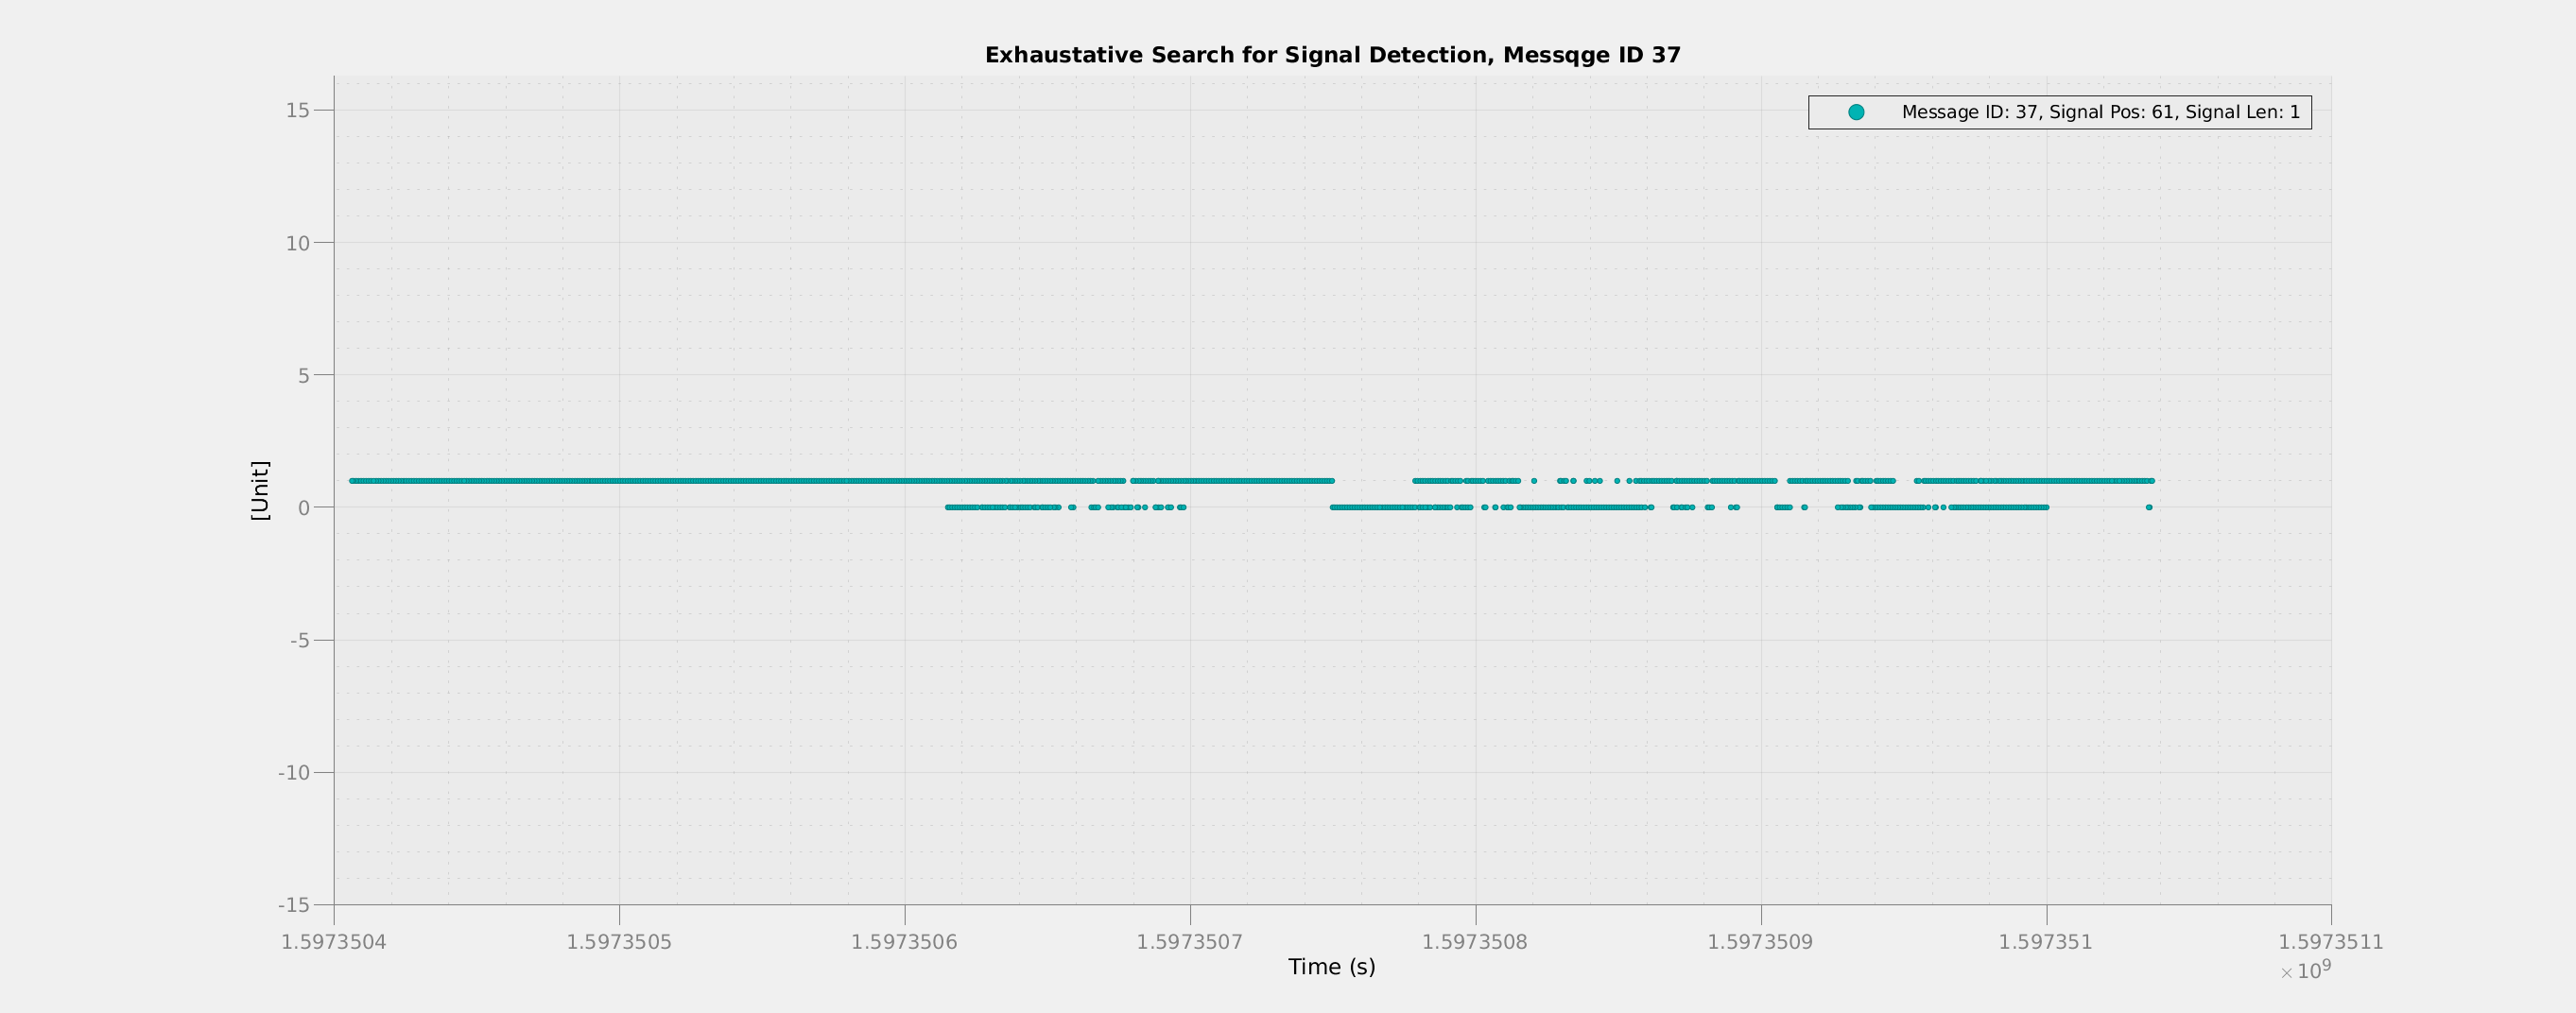 Exhaustative Search for Signal Detection, Messqge ID 37
Message ID: 37, Signal Pos: 61, Signal Len: 1
15
10
5
0
-5
-10
-15
[Unit]
1.5973504 1.5973505 1.5973506 1.5973507 1.5973508 1.5973509 1.597351 1.5973511
Time (s)
× 10⁹